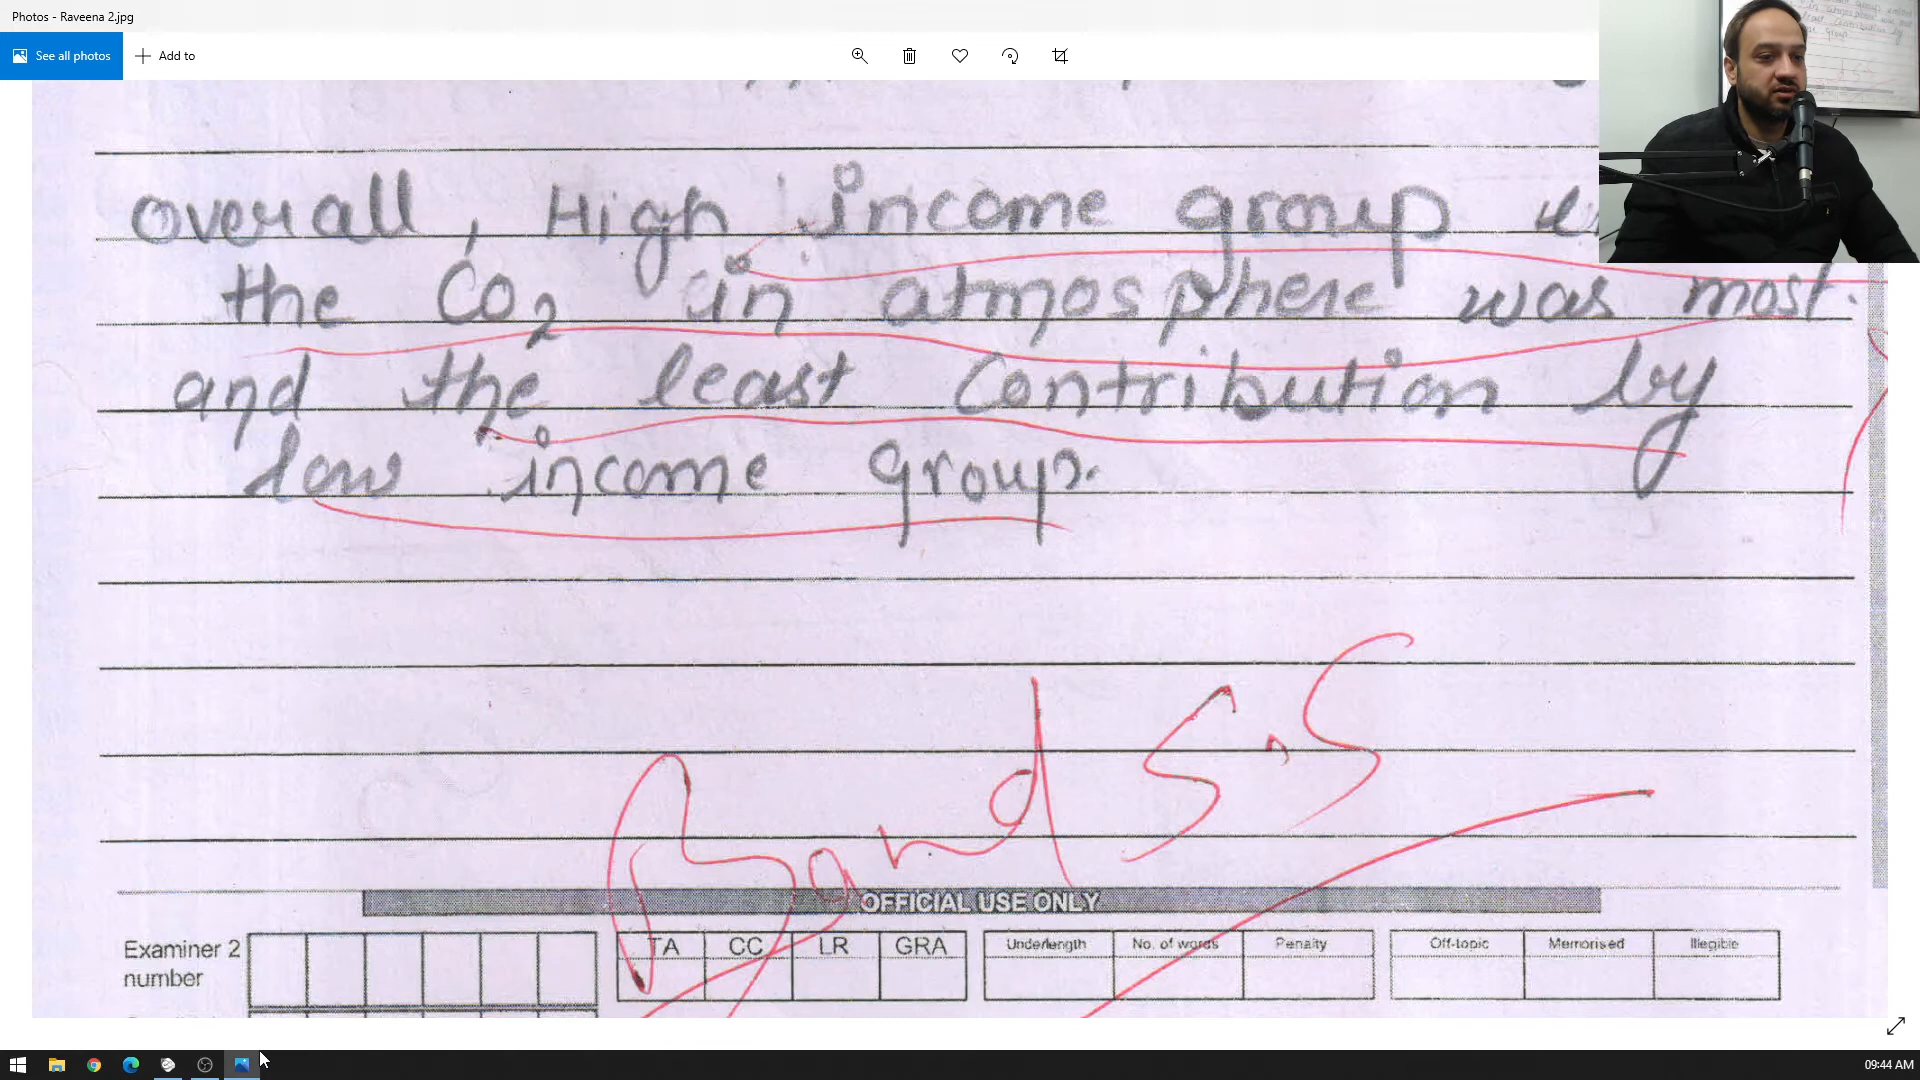 Photos - Raveena 2.jpg
See all photos
Add to
Overall, High income group
the CO2 in atmosphere was most.
and the least Contribution by
low income group.
Band 5.5
OFFICIAL USE ONLY
Examiner 2
number
TA CC LR GRA
Underlength No. of words Penalty
Off-topic Memorised Illegible
09:44 AM